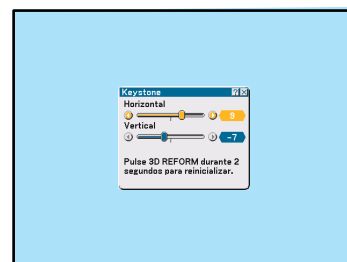 Keystone
Horizontal
9
Vertical
-7
Pulse 3D REFORM durante 2
segundos para reinicializar.